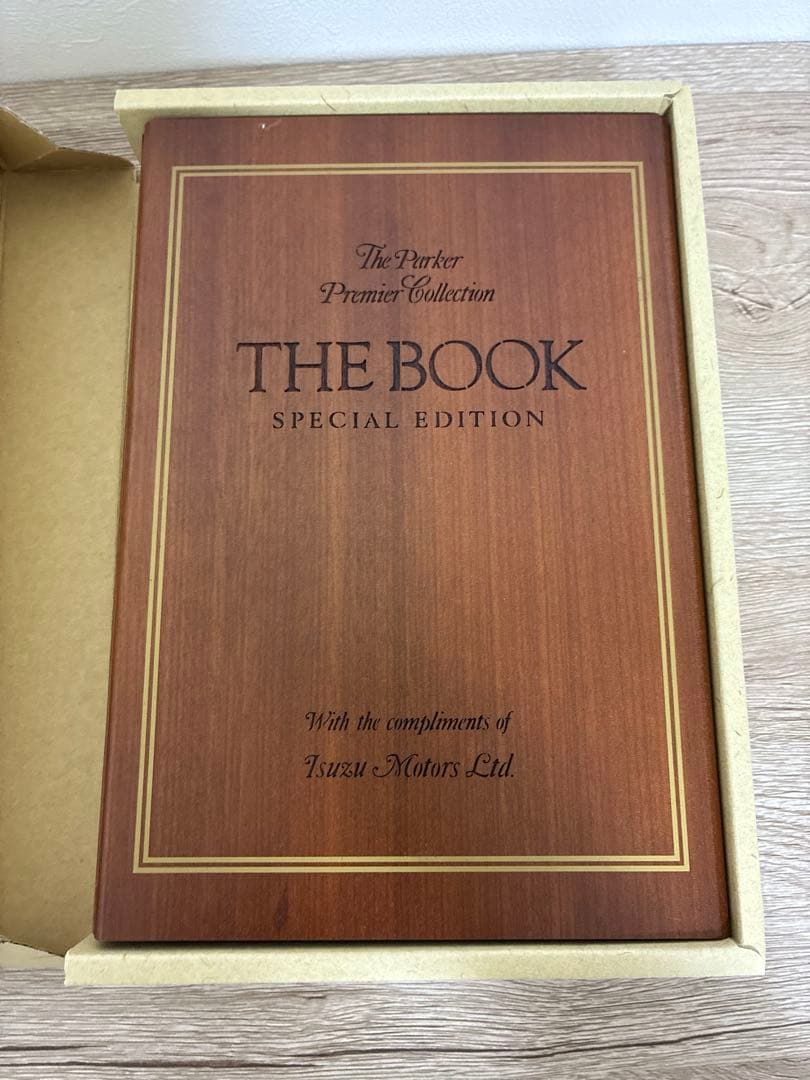 The Parker
Premier Collection
THE BOOK
SPECIAL EDITION
With the compliments of
Isuzu Motors Ltd.